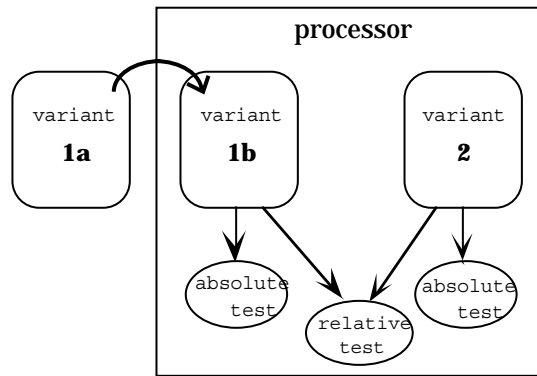 processor
variant
1a
variant
1b
variant
2
absolute
test
relative
test
absolute
test